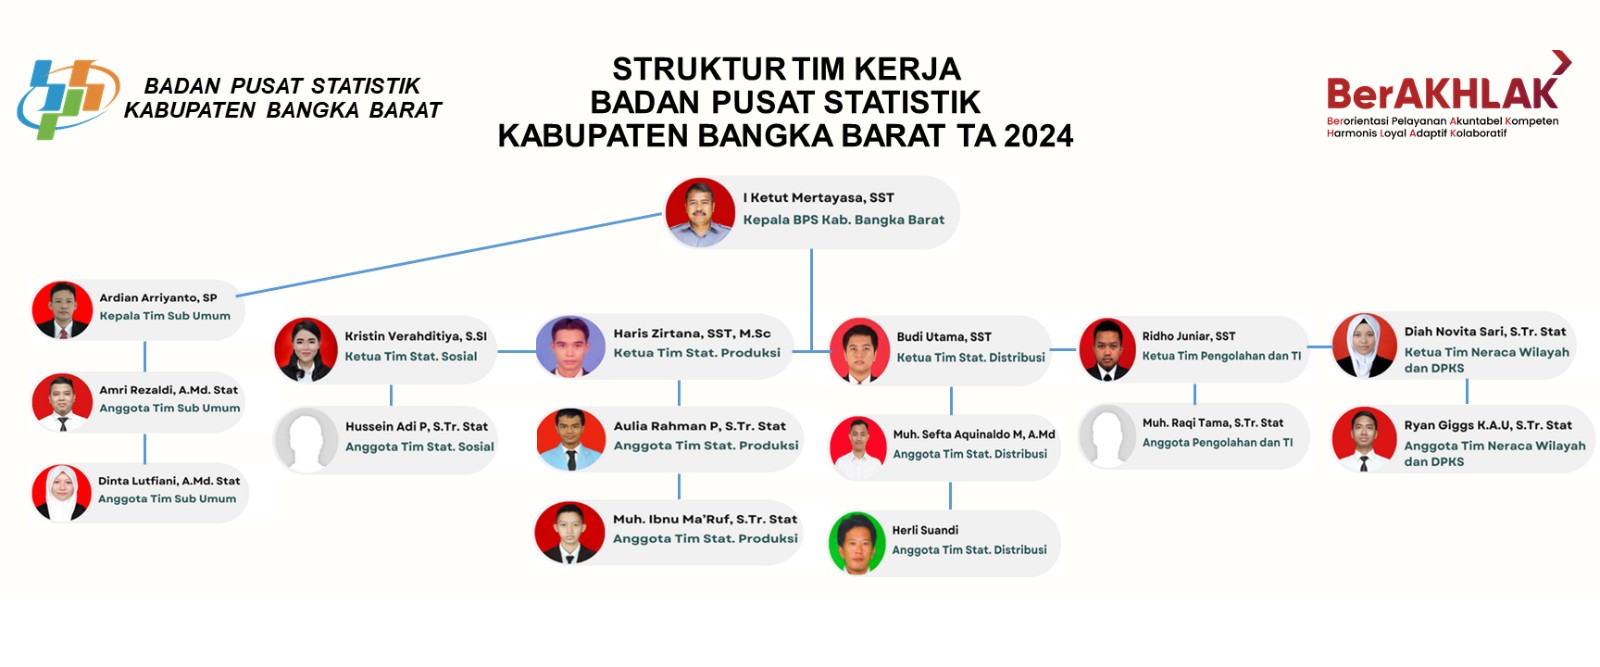 BADAN PUSAT STATISTIK
KABUPATEN BANGKA BARAT
STRUKTUR TIM KERJA
BADAN PUSAT STATISTIK
KABUPATEN BANGKA BARAT TA 2024
BerAKHLAK
Berorientasi Pelayanan Akuntabel Kompeten
Harmonis Loyal Adaptif Kolaboratif
I Ketut Mertayasa, SST
Kepala BPS Kab. Bangka Barat
Ardian Arriyanto, SP
Kepala Tim Sub Umum
Amri Rezaldi, A.Md. Stat
Anggota Tim Sub Umum
Dinta Lutfiani, A.Md. Stat
Anggota Tim Sub Umum
Kristin Verahditiya, S.SI
Ketua Tim Stat. Sosial
Hussein Adi P, S.Tr. Stat
Anggota Tim Stat. Sosial
Haris Zirtana, SST, M.Sc
Ketua Tim Stat. Produksi
Aulia Rahman P, S.Tr. Stat
Anggota Tim Stat. Produksi
Muh. Ibnu Ma'Ruf, S.Tr. Stat
Anggota Tim Stat. Produksi
Budi Utama, SST
Ketua Tim Stat. Distribusi
Muh. Sefta Aquinaldo M, A.Md
Anggota Tim Stat. Distribusi
Herli Suandi
Anggota Tim Stat. Distribusi
Ridho Juniar, SST
Ketua Tim Pengolahan dan TI
Muh. Raqi Tama, S.Tr. Stat
Anggota Pengolahan dan TI
Diah Novita Sari, S.Tr. Stat
Ketua Tim Neraca Wilayah
dan DPKS
Ryan Giggs K.A.U, S.Tr. Stat
Anggota Tim Neraca Wilayah
dan DPKS